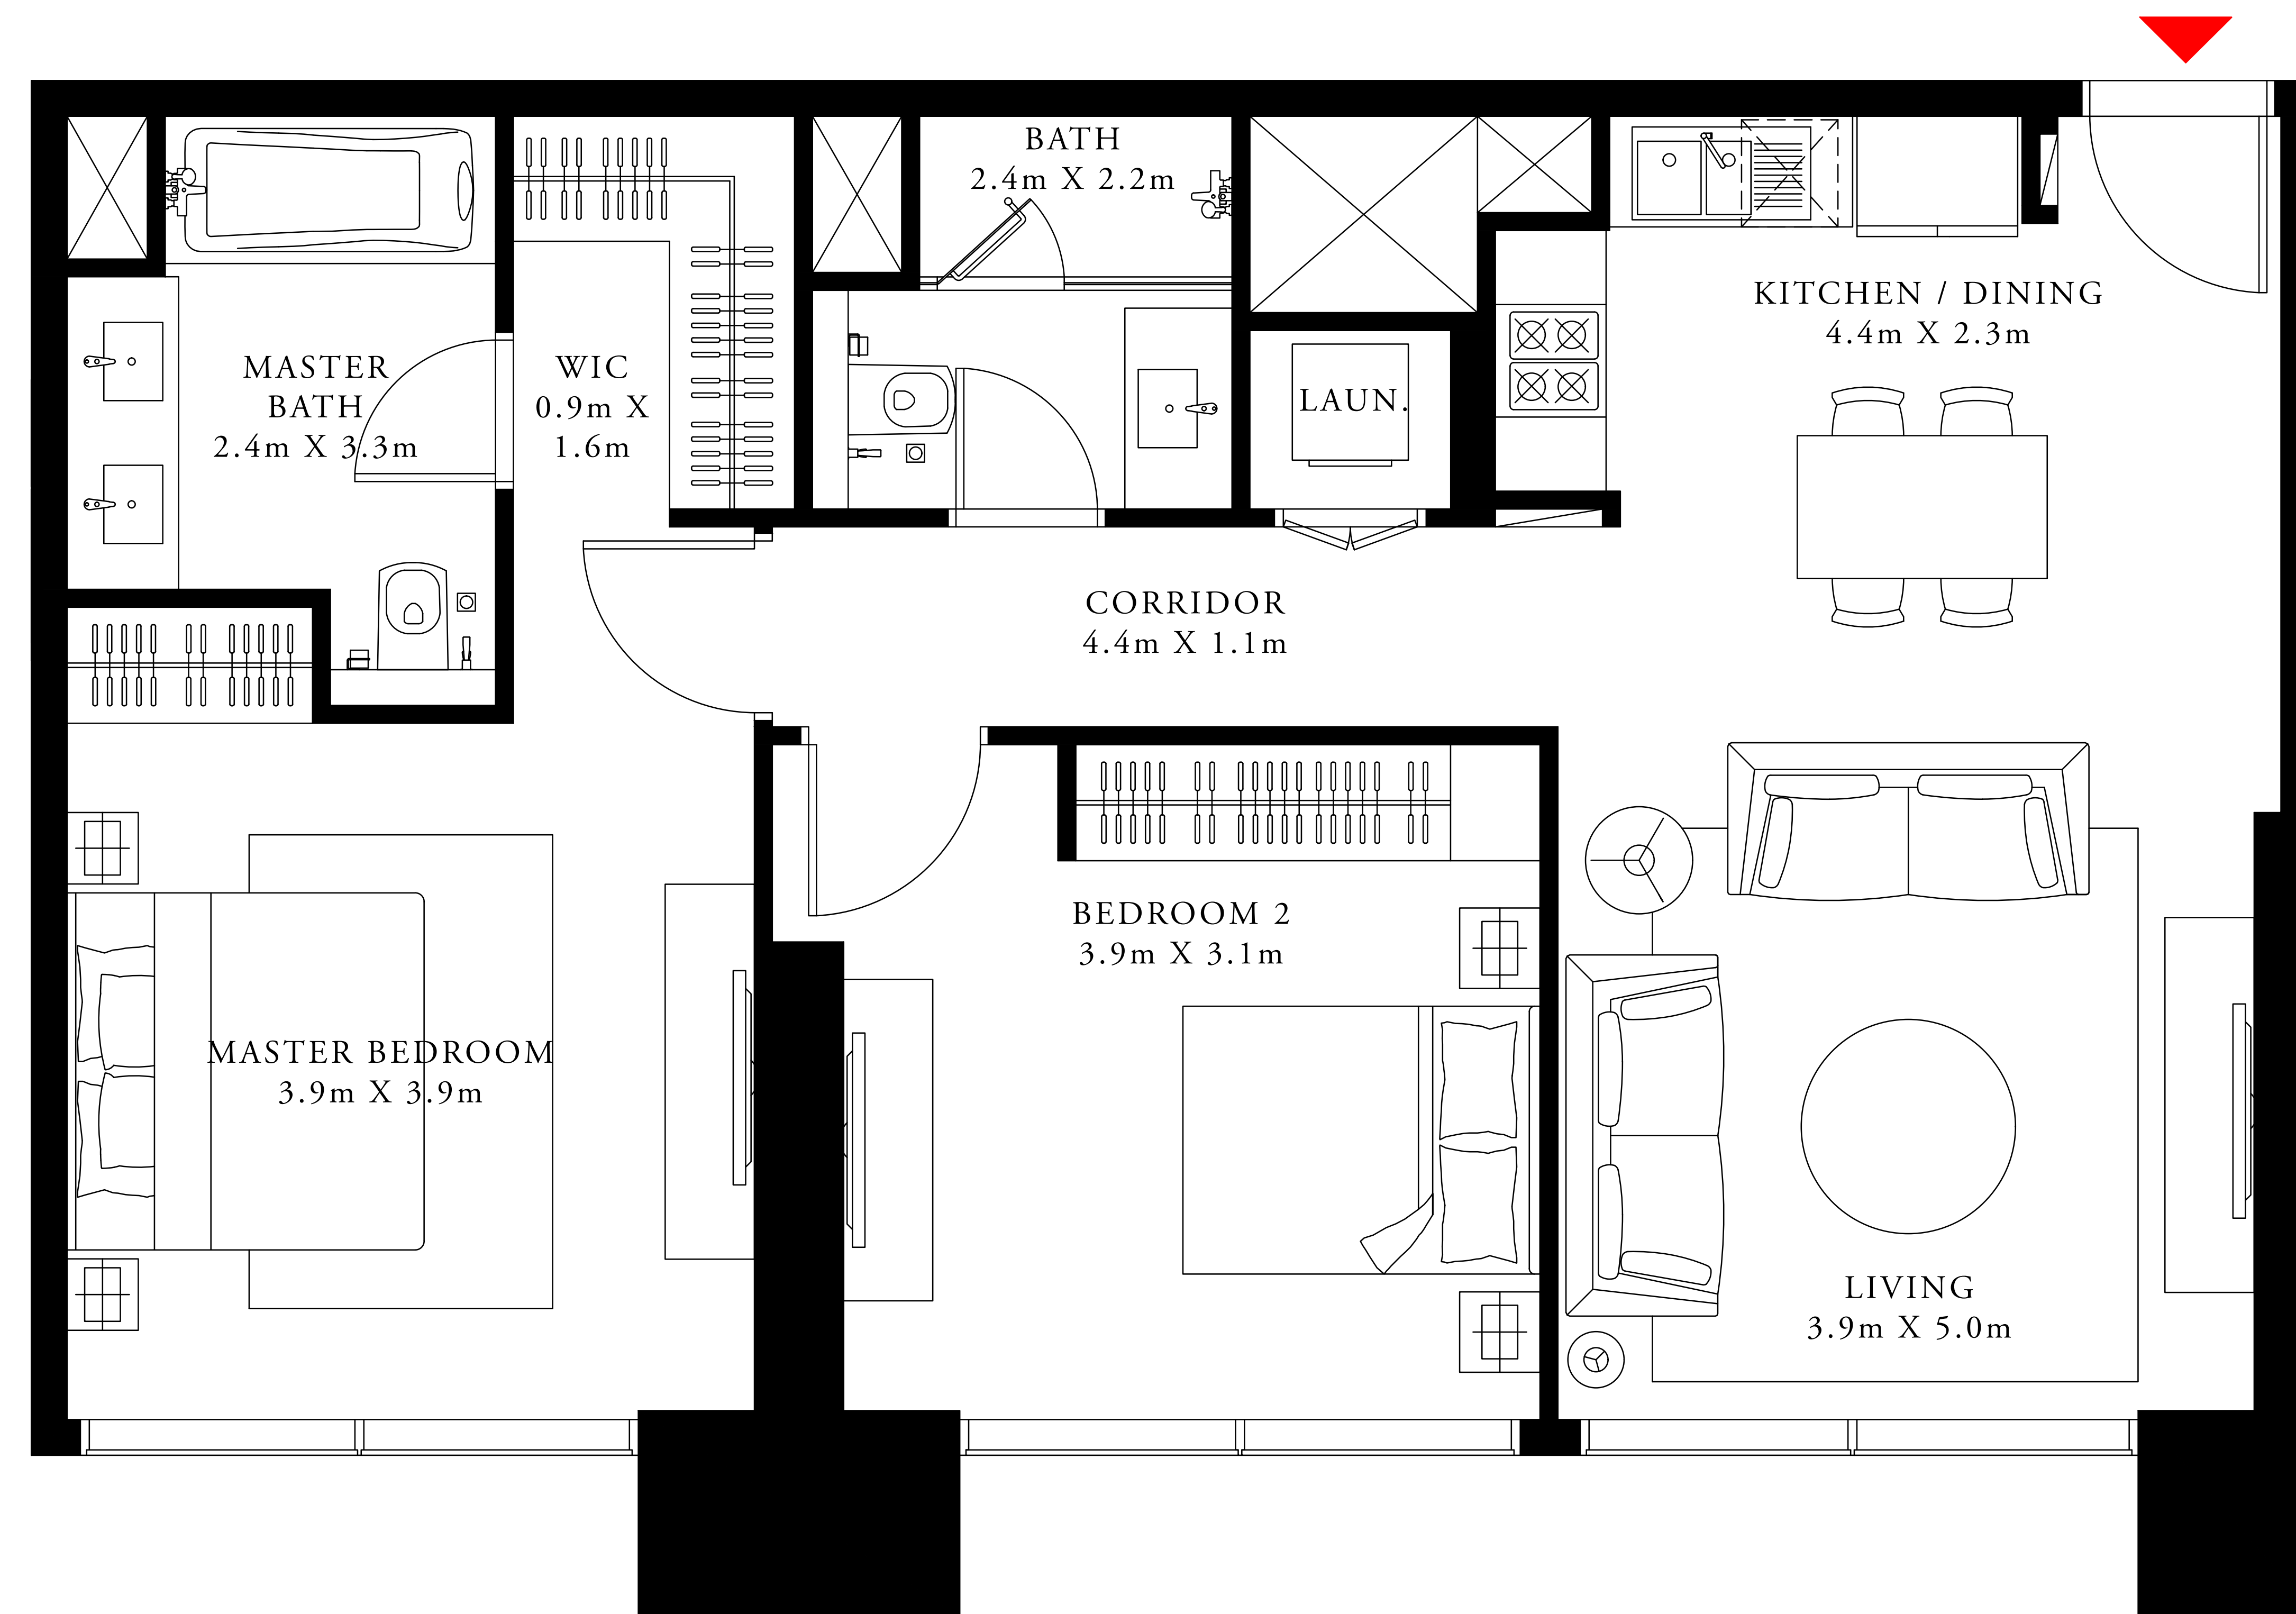 BATH
2.4m X 2.2m
KITCHEN / DINING
4.4m X 2.3m
MASTER
BATH
2.4m X 3.3m
WIC
0.9m X
1.6m
LAUN.
CORRIDOR
4.4m X 1.1m
BEDROOM 2
3.9m X 3.1m
MASTER BEDROOM
3.9m X 3.9m
LIVING
3.9m X 5.0m